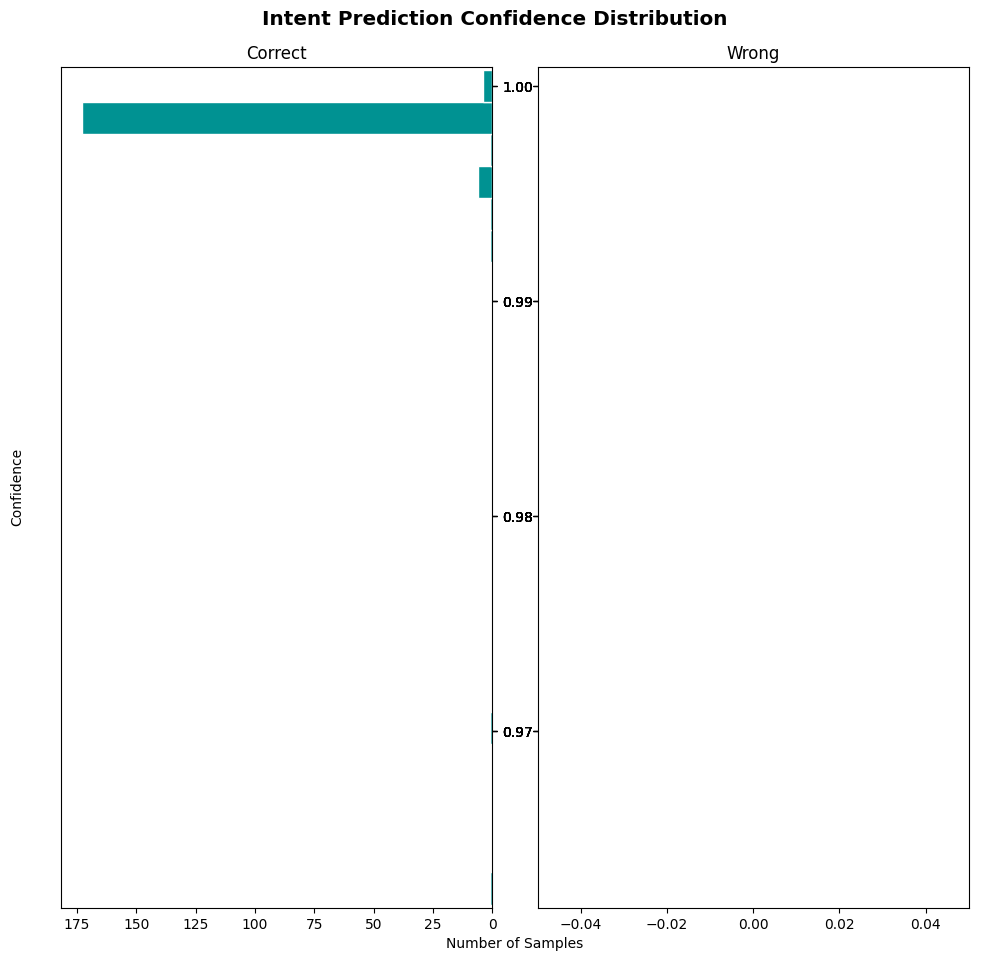 Intent Prediction Confidence Distribution
Correct
Wrong
1.00
0.99
0.98
0.97
Confidence
175 150 125 100 75 50 25 0
−0.04 −0.02 0.00 0.02 0.04
Number of Samples